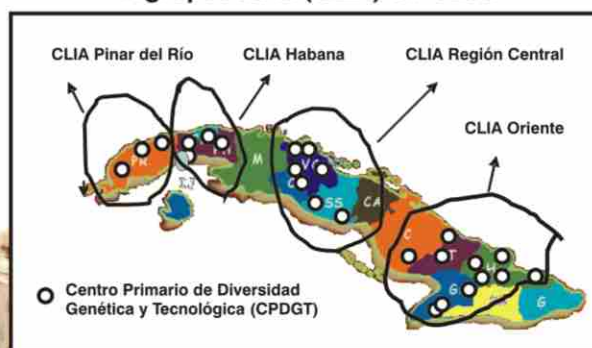 CLIA Pinar del Río
CLIA Habana
CLIA Región Central
CLIA Oriente
PR
M
VC
C
SS
CA
C
T
H
G
G
Centro Primario de Diversidad
Genética y Tecnológica (CPDGT)